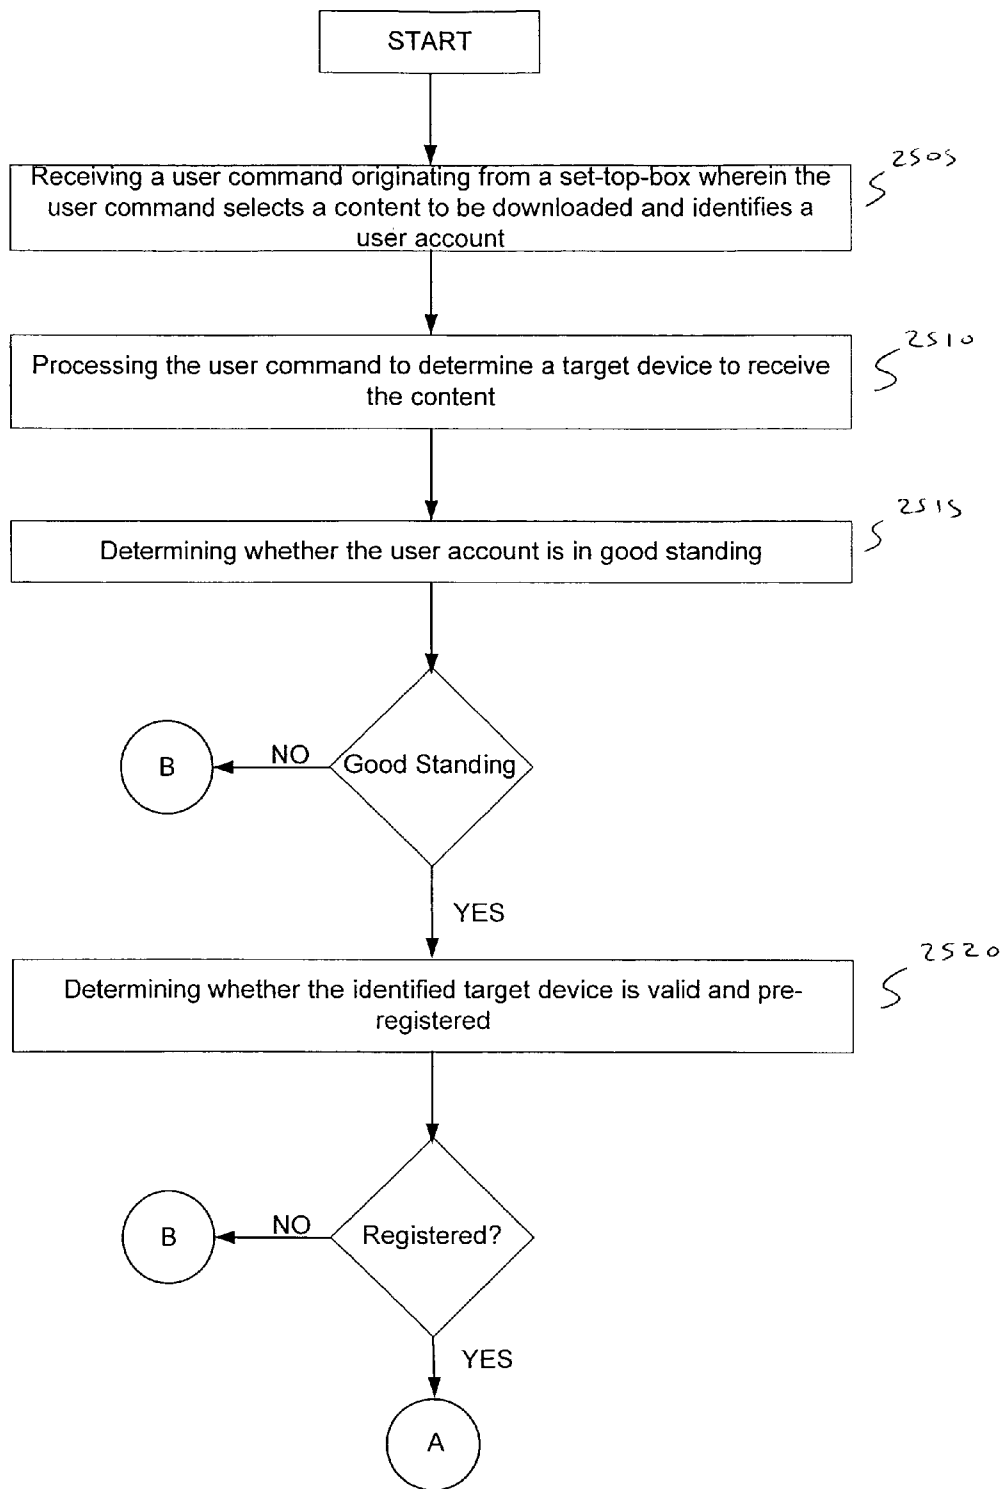 START
2505
Receiving a user command originating from a set-top-box wherein the
user command selects a content to be downloaded and identifies a
user account
2510
Processing the user command to determine a target device to receive
the content
2515
Determining whether the user account is in good standing
B
NO
Good Standing
YES
2520
Determining whether the identified target device is valid and pre-
registered
B
NO
Registered?
YES
A